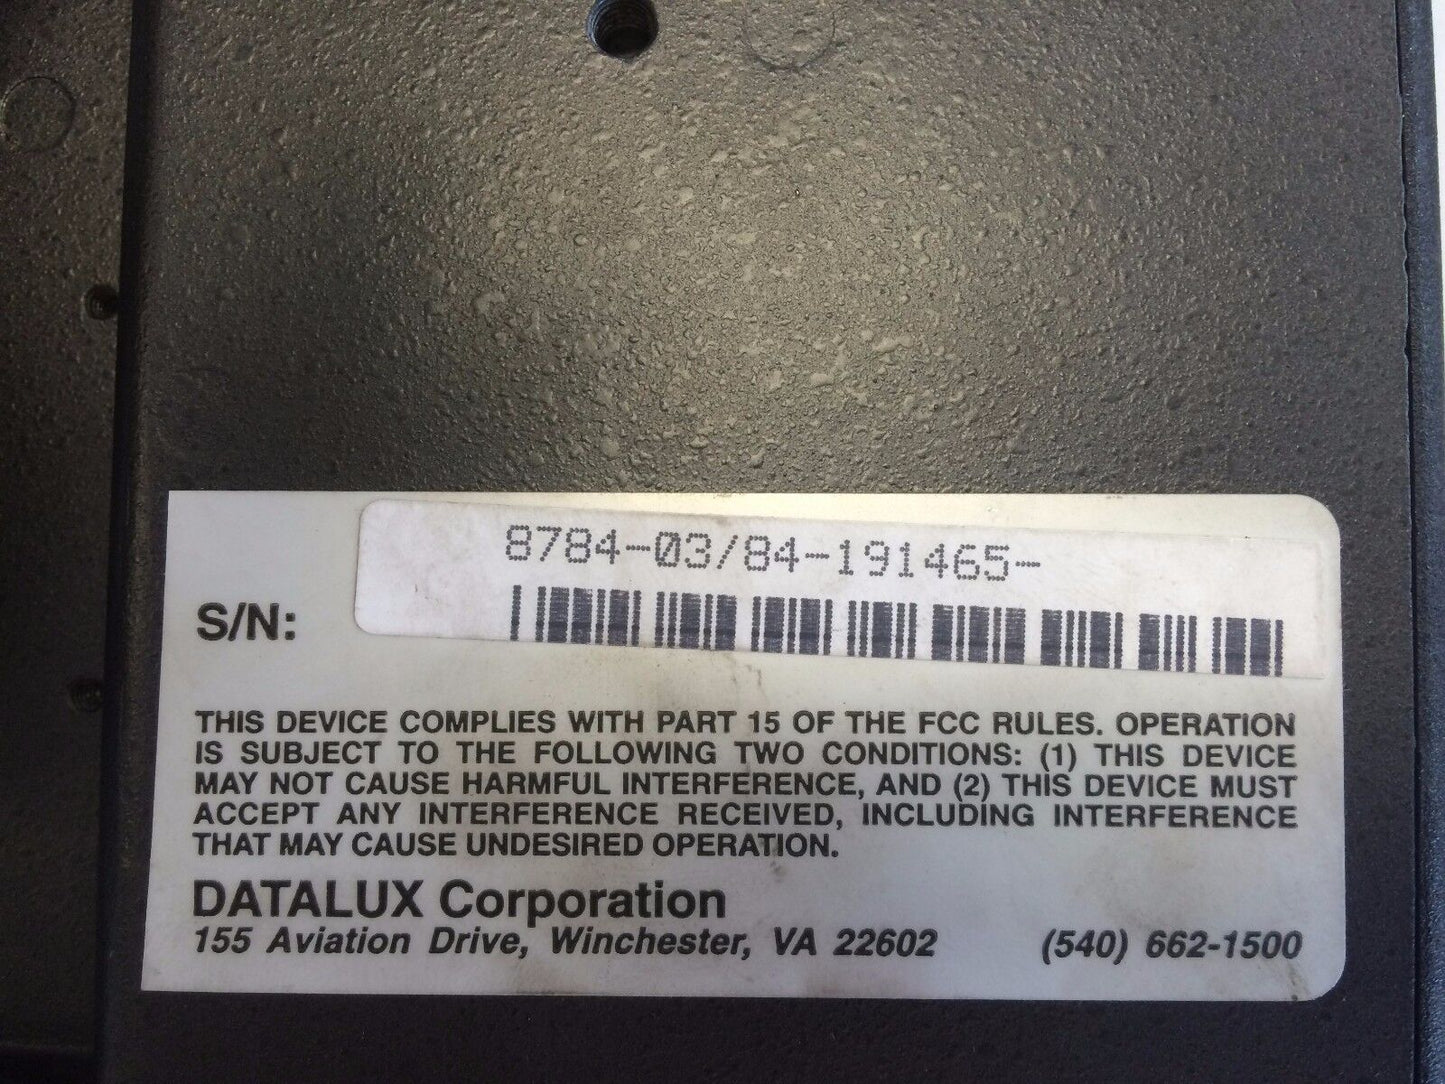 8784-03/84-191465-
S/N:
THIS DEVICE COMPLIES WITH PART 15 OF THE FCC RULES. OPERATION
IS SUBJECT TO THE FOLLOWING TWO CONDITIONS: (1) THIS DEVICE
MAY NOT CAUSE HARMFUL INTERFERENCE, AND (2) THIS DEVICE MUST
ACCEPT ANY INTERFERENCE RECEIVED, INCLUDING INTERFERENCE
THAT MAY CAUSE UNDESIRED OPERATION.
DATALUX Corporation
155 Aviation Drive, Winchester, VA 22602 (540) 662-1500